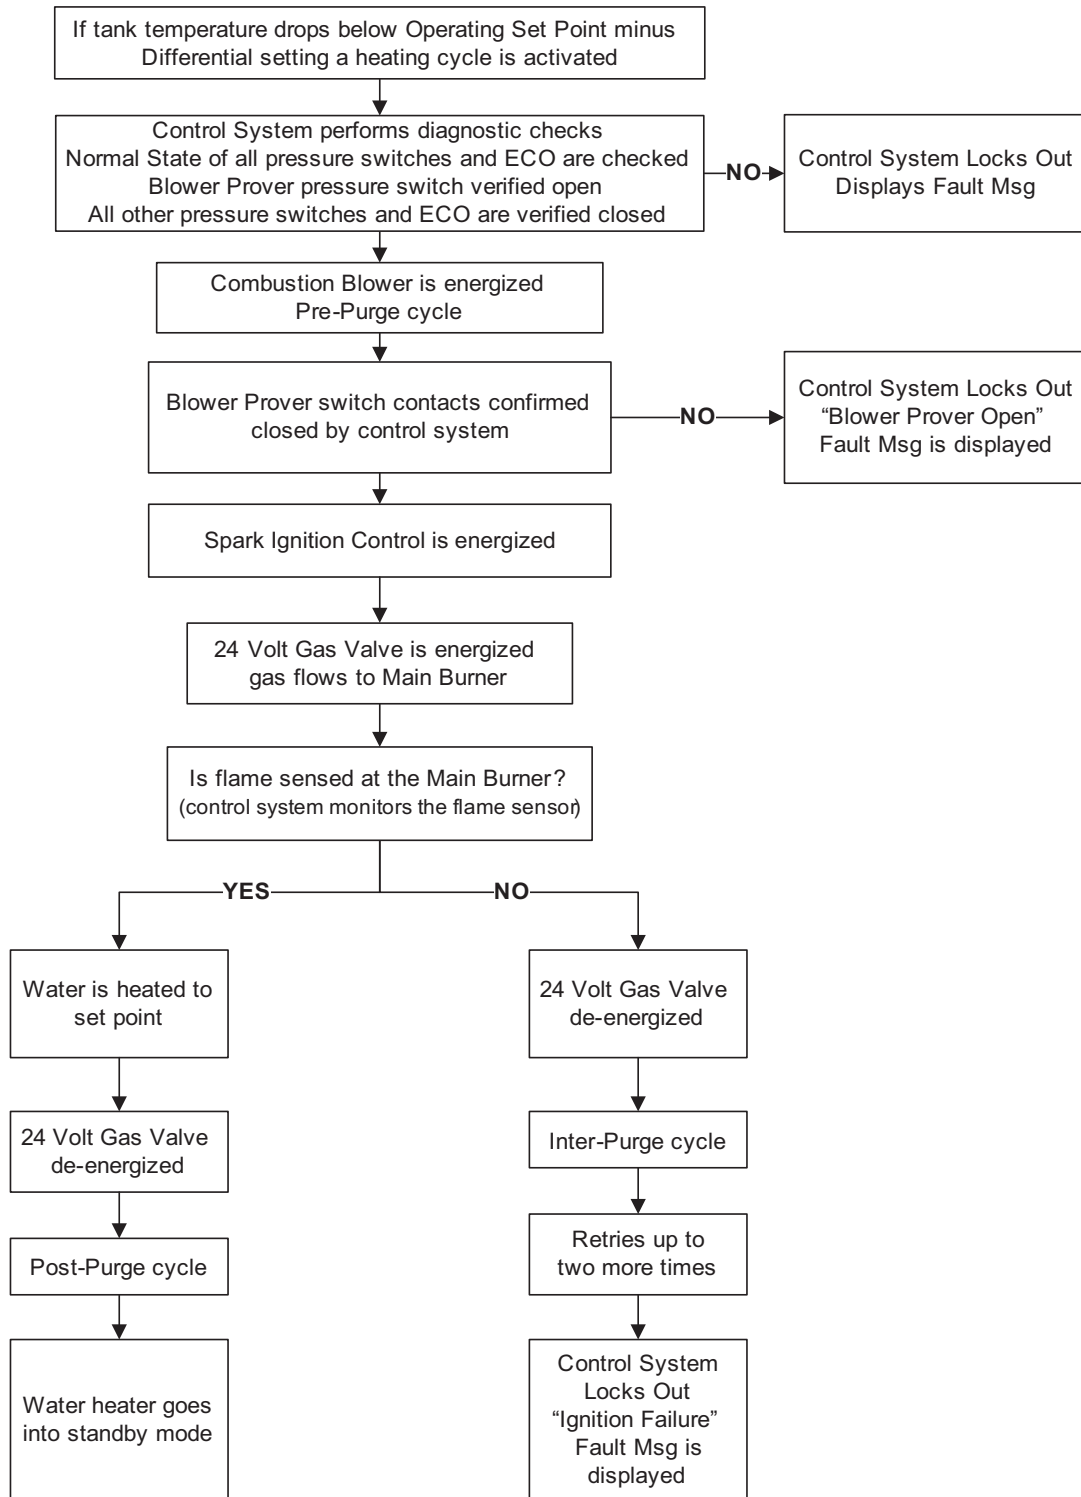 If tank temperature drops below Operating Set Point minus
Differential setting a heating cycle is activated
Control System performs diagnostic checks
Normal State of all pressure switches and ECO are checked
Blower Prover pressure switch verified open
All other pressure switches and ECO are verified closed
NO
Control System Locks Out
Displays Fault Msg
Combustion Blower is energized
Pre-Purge cycle
Blower Prover switch contacts confirmed
closed by control system
NO
Control System Locks Out
“Blower Prover Open”
Fault Msg is displayed
Spark Ignition Control is energized
24 Volt Gas Valve is energized
gas flows to Main Burner
Is flame sensed at the Main Burner?
(control system monitors the flame sensor)
YES
NO
Water is heated to
set point
24 Volt Gas Valve
de-energized
Post-Purge cycle
Water heater goes
into standby mode
24 Volt Gas Valve
de-energized
Inter-Purge cycle
Retries up to
two more times
Control System
Locks Out
“Ignition Failure”
Fault Msg is
displayed